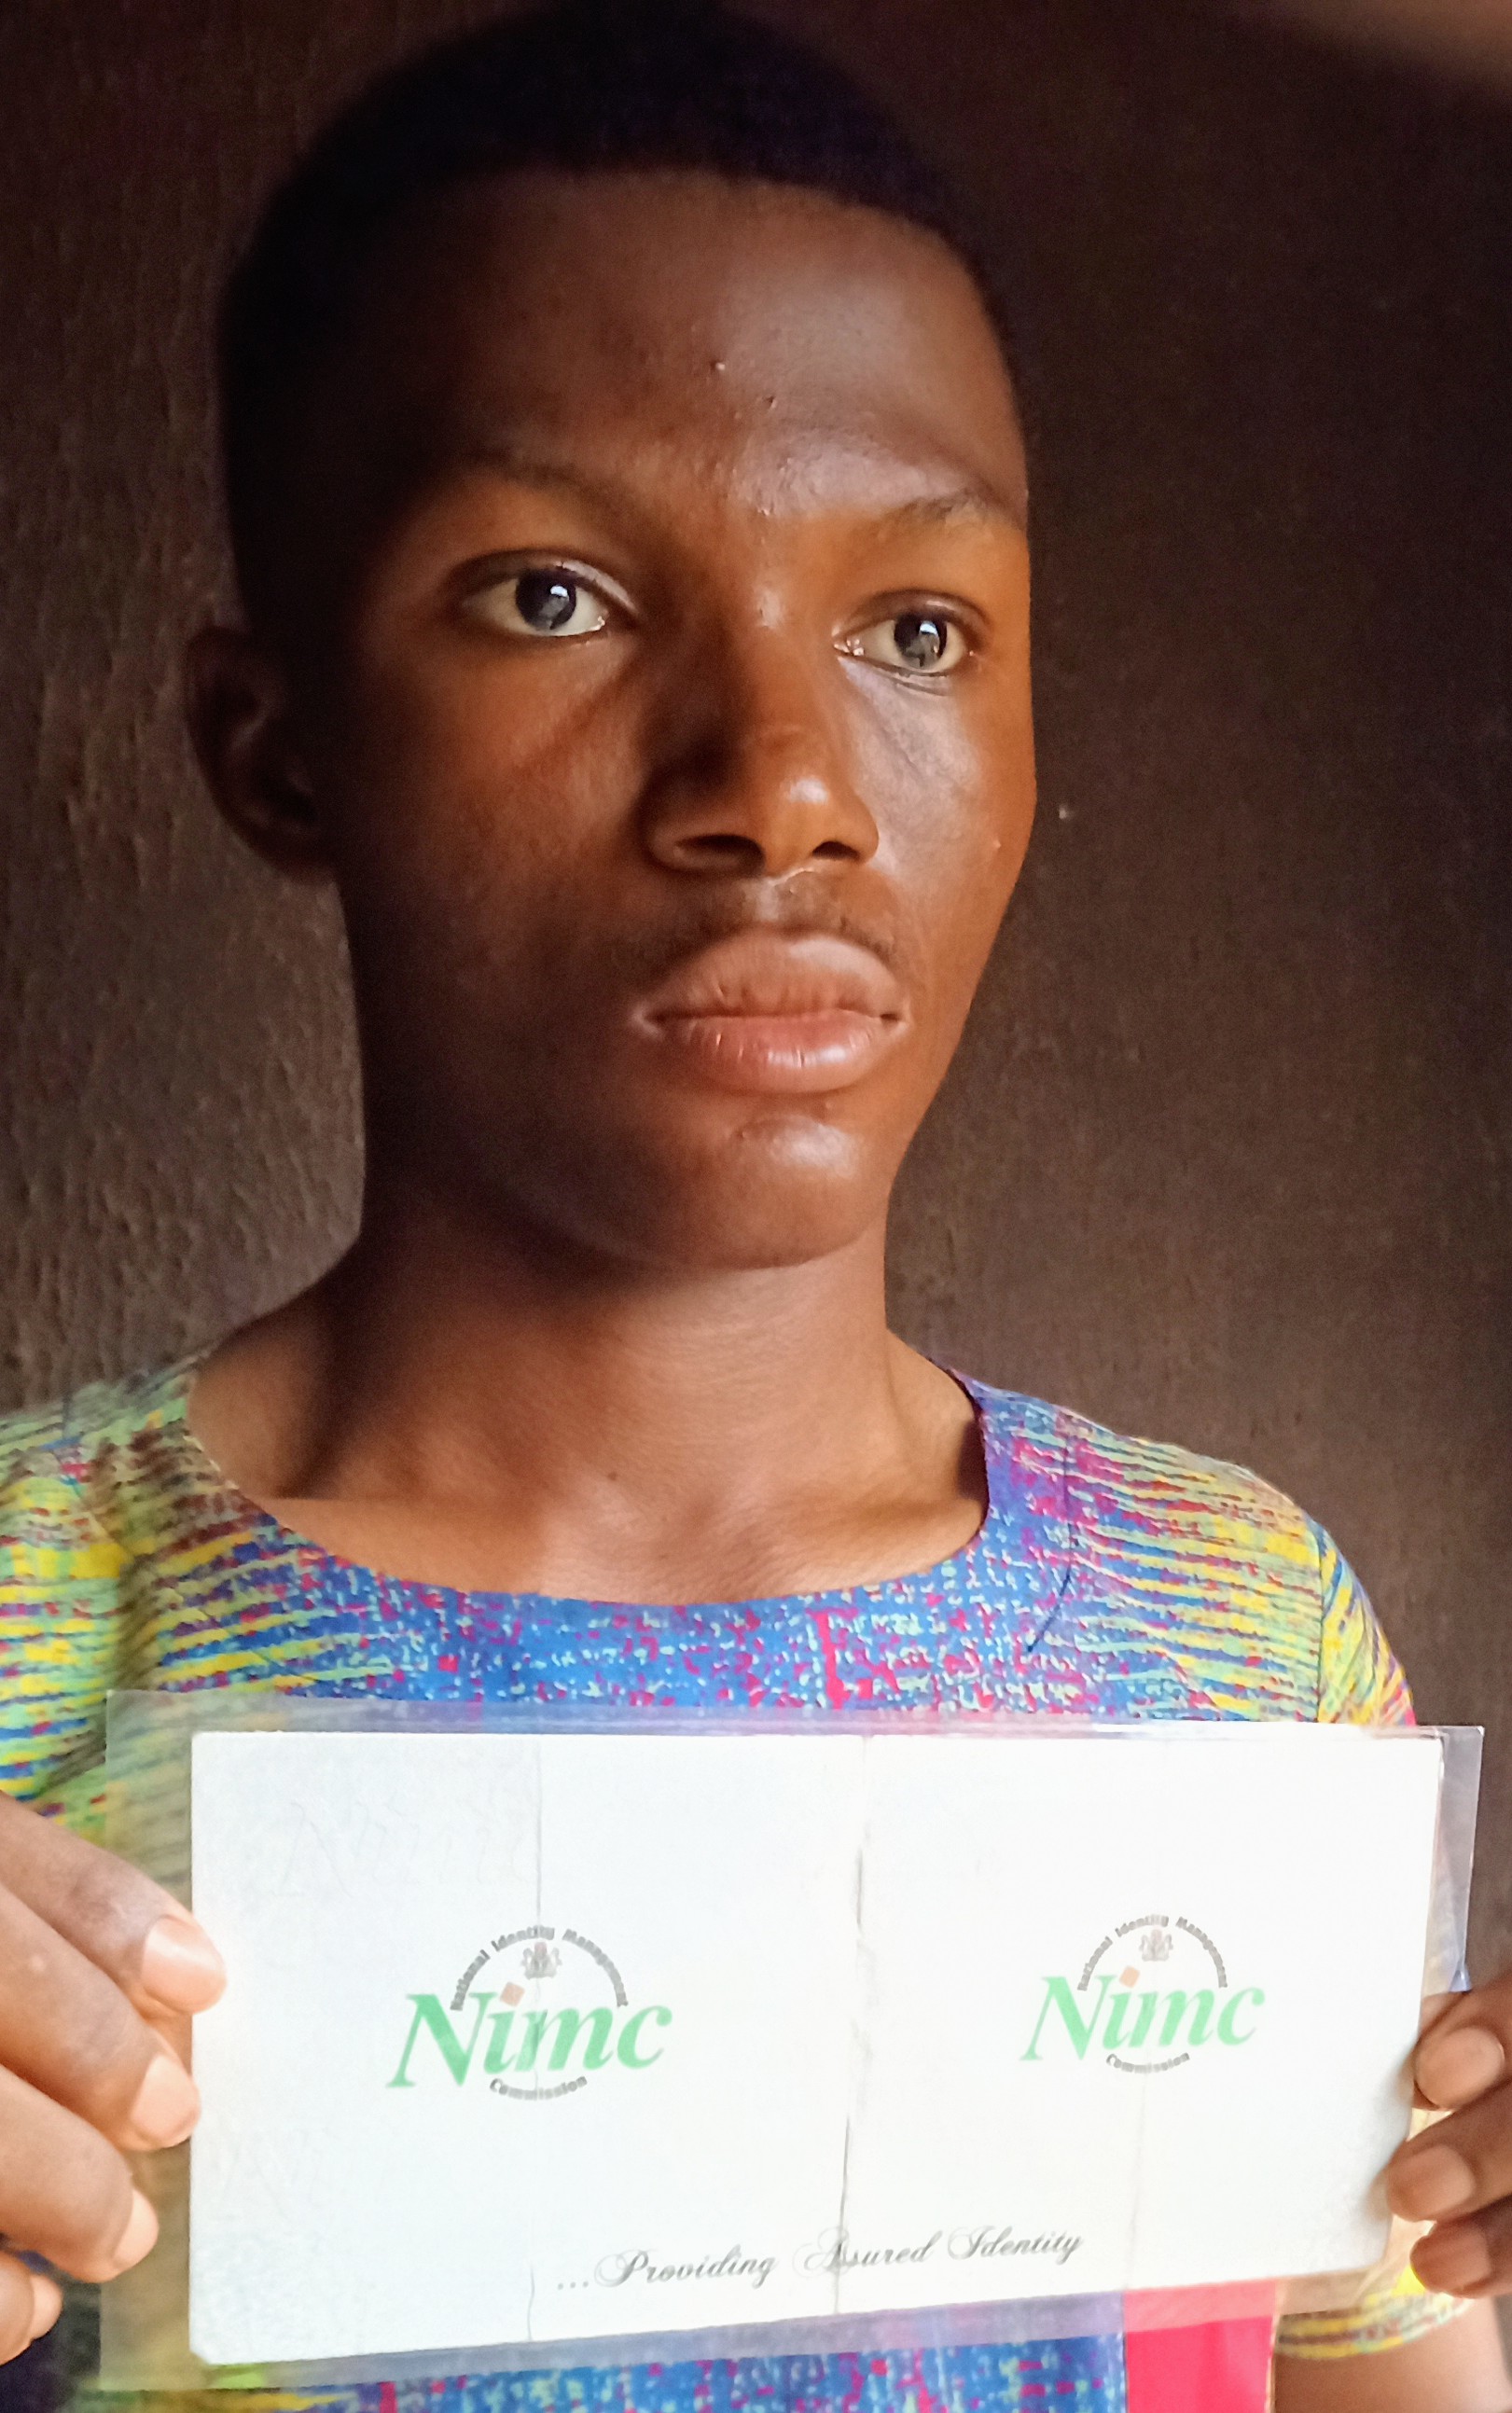 National Identity Management
Nimc
Commission
National Identity Management
Nimc
Commission
...Providing Assured Identity